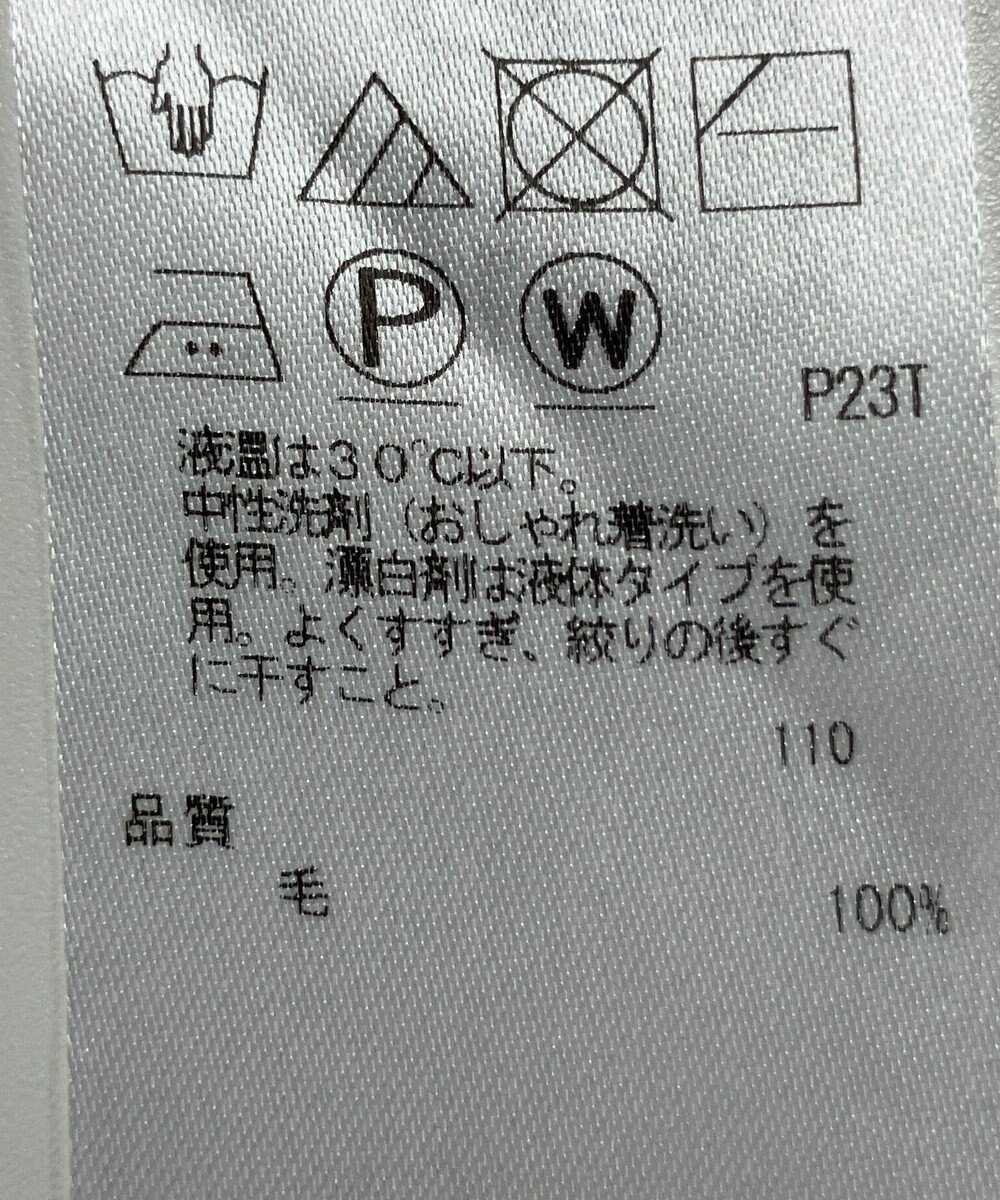 P W
P23T
液温は30℃以下。
中性洗剤（おしゃれ着洗い）を
使用。漂白剤は液体タイプを使
用。よくすすぎ、絞りの後すぐ
に干すこと。
110
品質
毛 100%